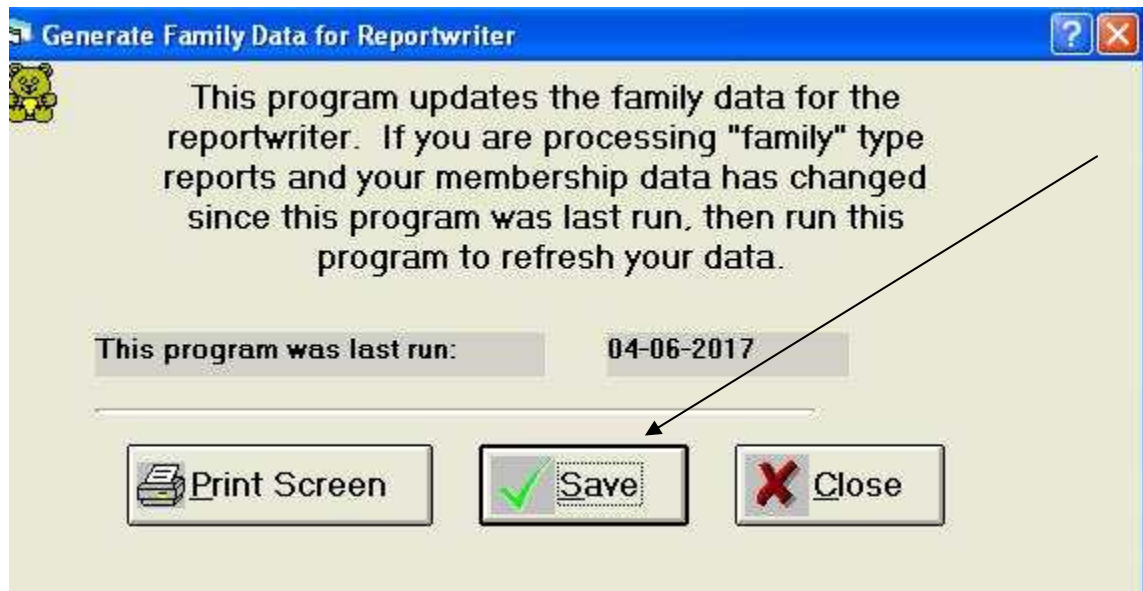 Generate Family Data for Reportwriter
This program updates the family data for the
reportwriter. If you are processing "family" type
reports and your membership data has changed
since this program was last run, then run this
program to refresh your data.
This program was last run: 04-06-2017
Print Screen Save Close